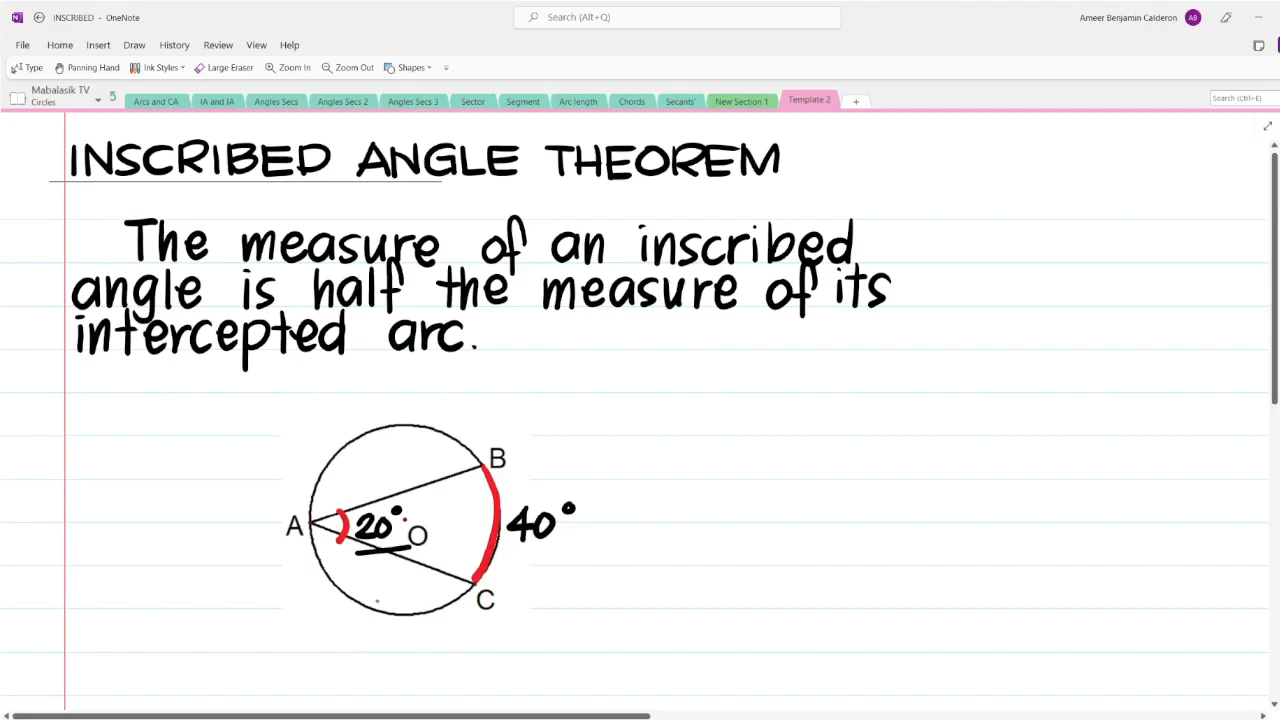 INSCRIBED - OneNote
Search (Alt+Q)
Ameer Benjamin Calderon AB
File Home Insert Draw History Review View Help
Type Panning Hand Ink Styles Large Eraser Zoom In Zoom Out Shapes
Mabalasik TV
Circles
5 Arcs and CA IA and IA Angles Secs Angles Secs 2 Angles Secs 3 Sector Segment Arc length Chords Secants' New Section 1 Template 2 + Search (Ctrl+E)
INSCRIBED ANGLE THEOREM
The measure of an inscribed
angle is half the measure of its
intercepted arc.
B
A 20° O 40°
C